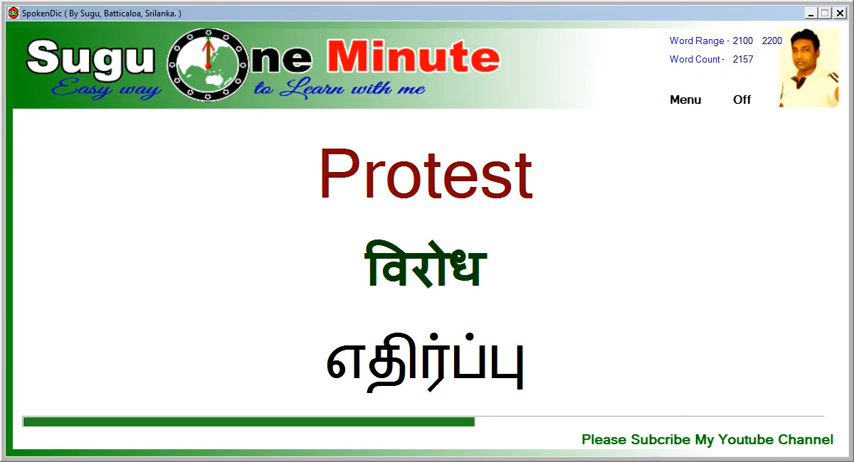 SpokenDic ( By Sugu, Batticaloa, Srilanka. )
Sugu One Minute
Easy way to Learn with me
Word Range - 2100 2200
Word Count - 2157
Menu Off
Protest
विरोध
எதிர்ப்பு
Please Subcribe My Youtube Channel